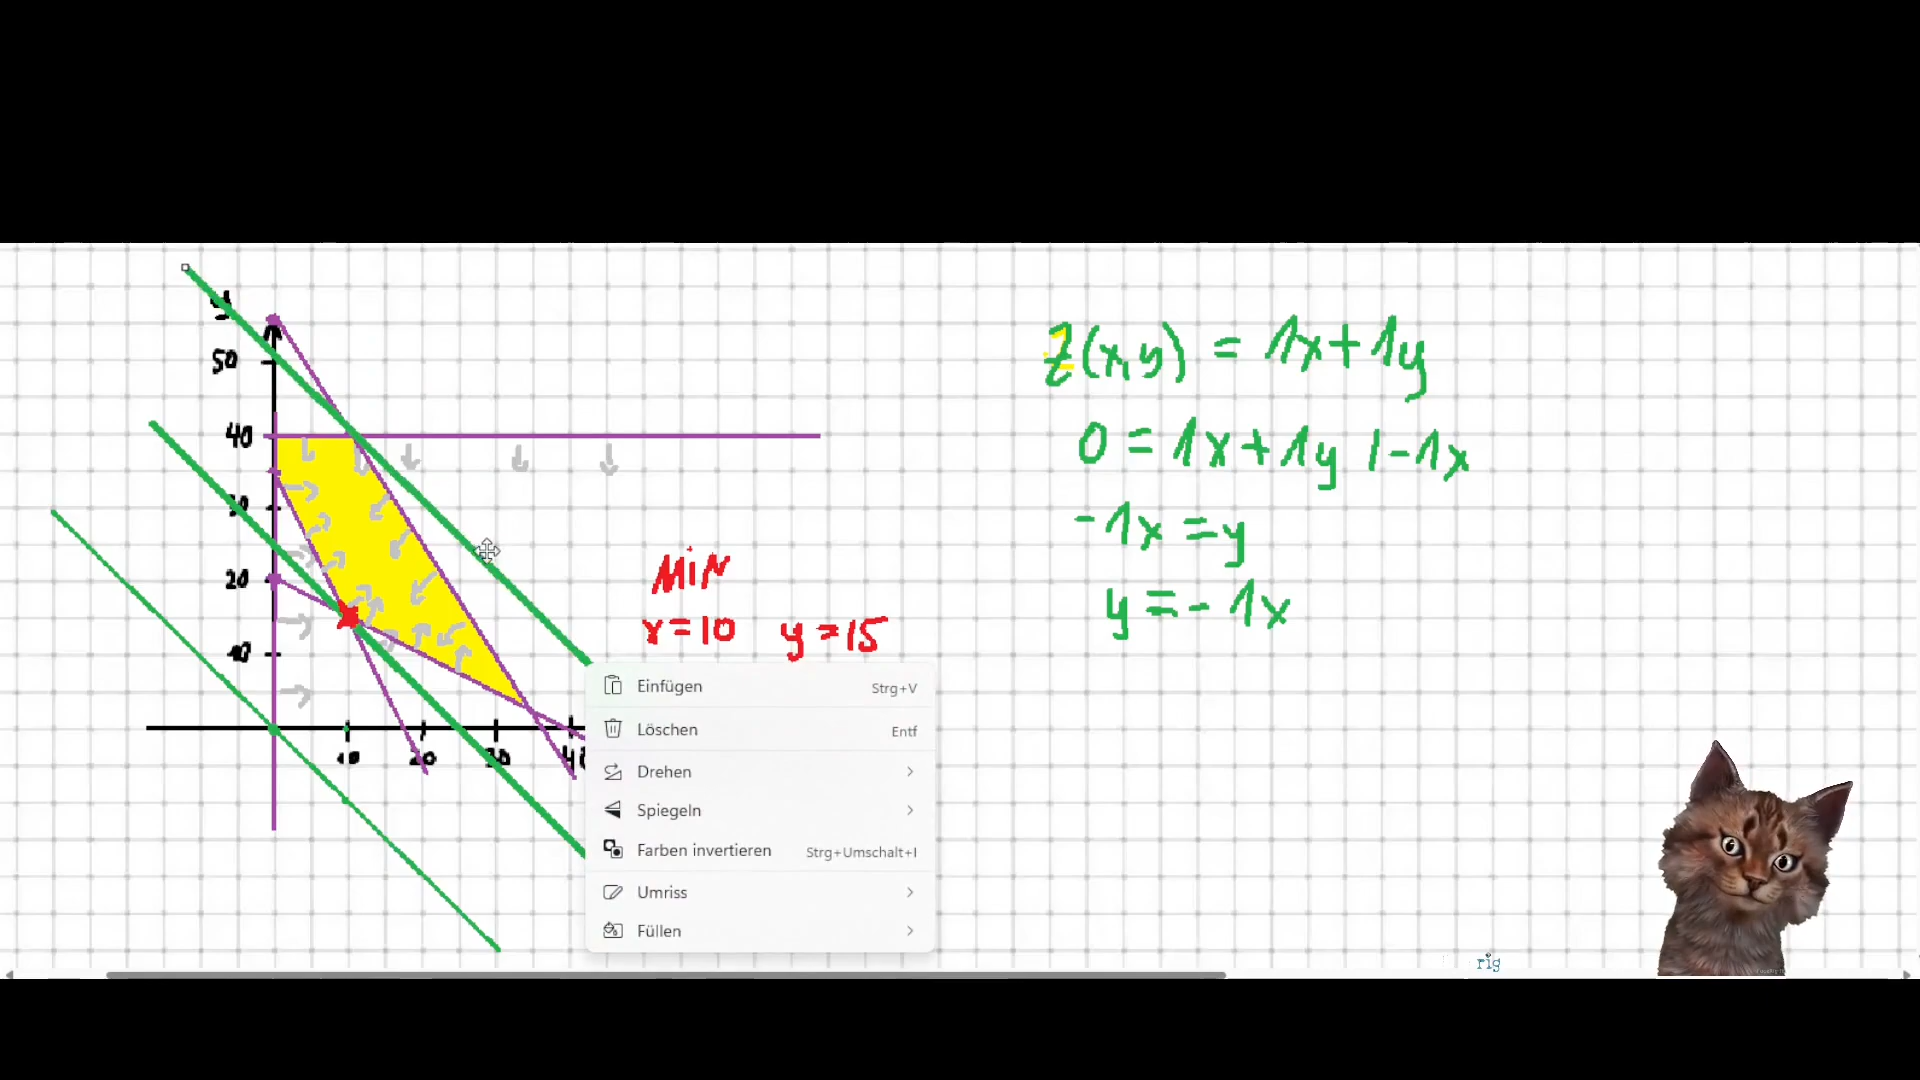 y
50
40
30
20
10
10 20 30 40
Min
x=10 y=15
Z(x,y) = 1x+1y
0 = 1x+1y |-1x
-1x = y
y = -1x
Einfügen Strg+V
Löschen Entf
Drehen
Spiegeln
Farben invertieren Strg+Umschalt+I
Umriss
Füllen
rig